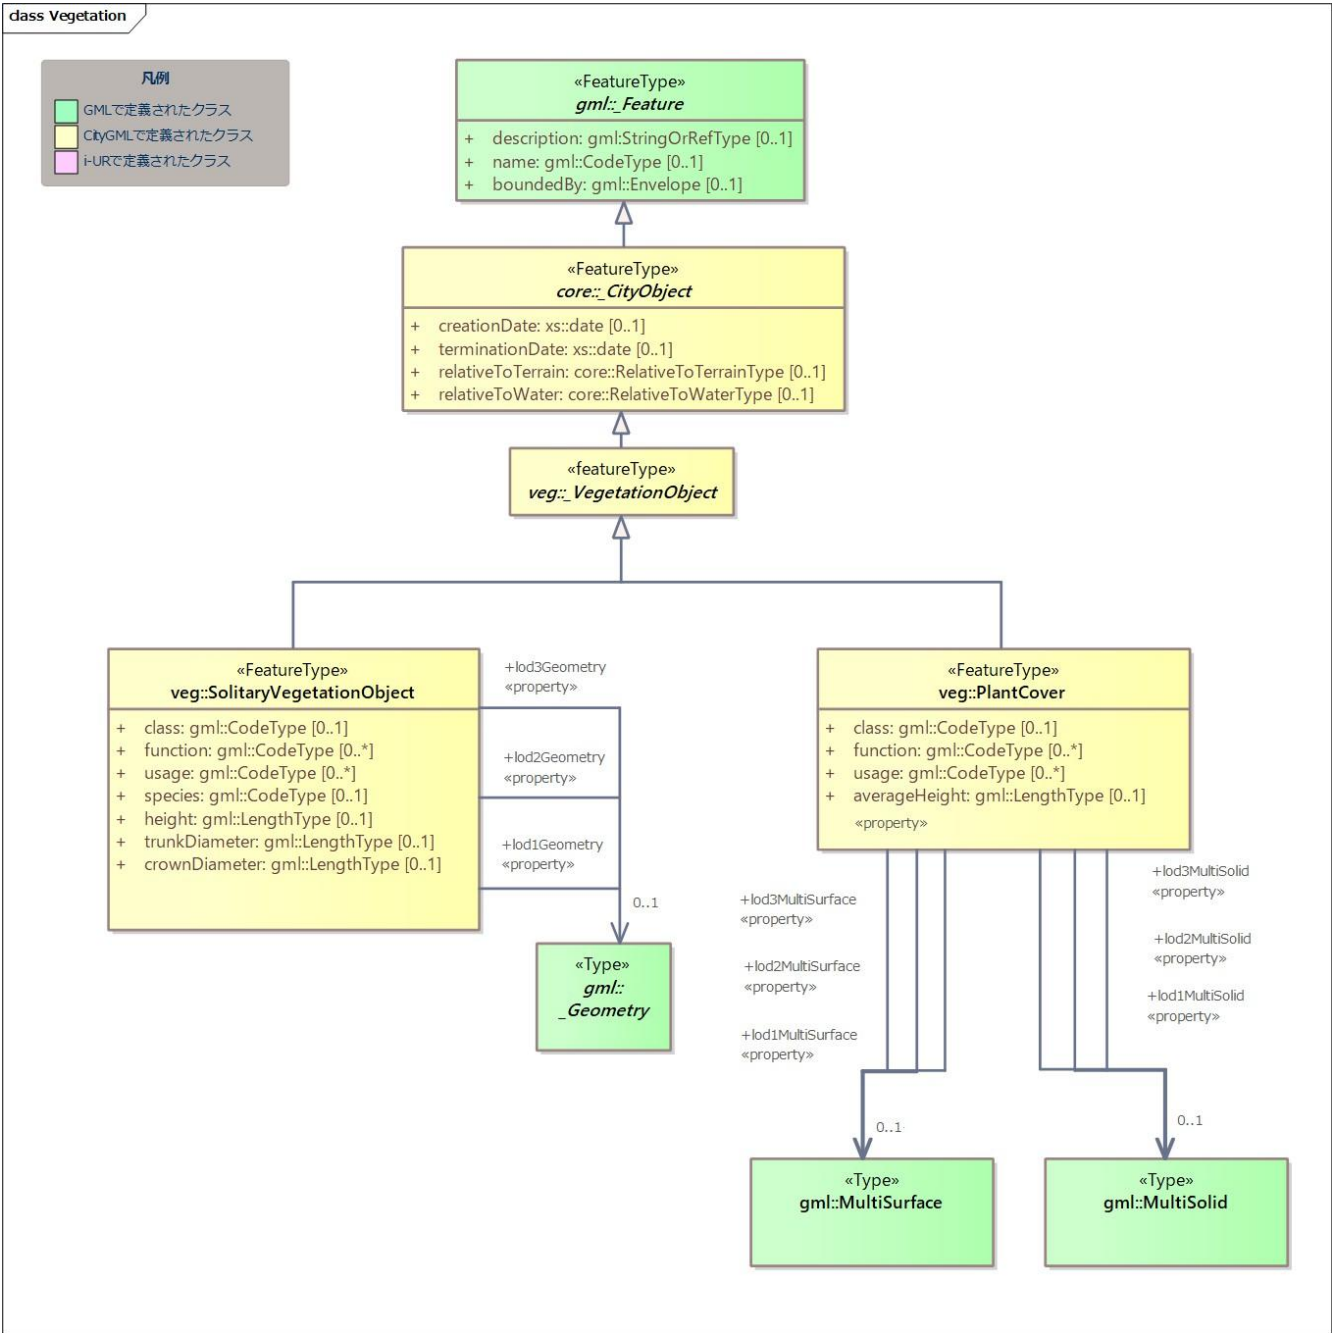 class Vegetation
凡例
GMLで定義されたクラス
CityGMLで定義されたクラス
i-URで定義されたクラス
«FeatureType»
gml::_Feature
+ description: gml:StringOrRefType [0..1]
+ name: gml::CodeType [0..1]
+ boundedBy: gml::Envelope [0..1]
«FeatureType»
core::_CityObject
+ creationDate: xs::date [0..1]
+ terminationDate: xs::date [0..1]
+ relativeToTerrain: core::RelativeToTerrainType [0..1]
+ relativeToWater: core::RelativeToWaterType [0..1]
«featureType»
veg::_VegetationObject
«FeatureType»
veg::SolitaryVegetationObject
+ class: gml::CodeType [0..1]
+ function: gml::CodeType [0..*]
+ usage: gml::CodeType [0..*]
+ species: gml::CodeType [0..1]
+ height: gml::LengthType [0..1]
+ trunkDiameter: gml::LengthType [0..1]
+ crownDiameter: gml::LengthType [0..1]
+lod3Geometry
«property»
+lod2Geometry
«property»
+lod1Geometry
«property»
0..1
«Type»
gml::
_Geometry
«FeatureType»
veg::PlantCover
+ class: gml::CodeType [0..1]
+ function: gml::CodeType [0..*]
+ usage: gml::CodeType [0..*]
+ averageHeight: gml::LengthType [0..1]
«property»
+lod3MultiSurface
«property»
+lod2MultiSurface
«property»
+lod1MultiSurface
«property»
0..1
+lod3MultiSolid
«property»
+lod2MultiSolid
«property»
+lod1MultiSolid
«property»
0..1
«Type»
gml::MultiSurface
«Type»
gml::MultiSolid